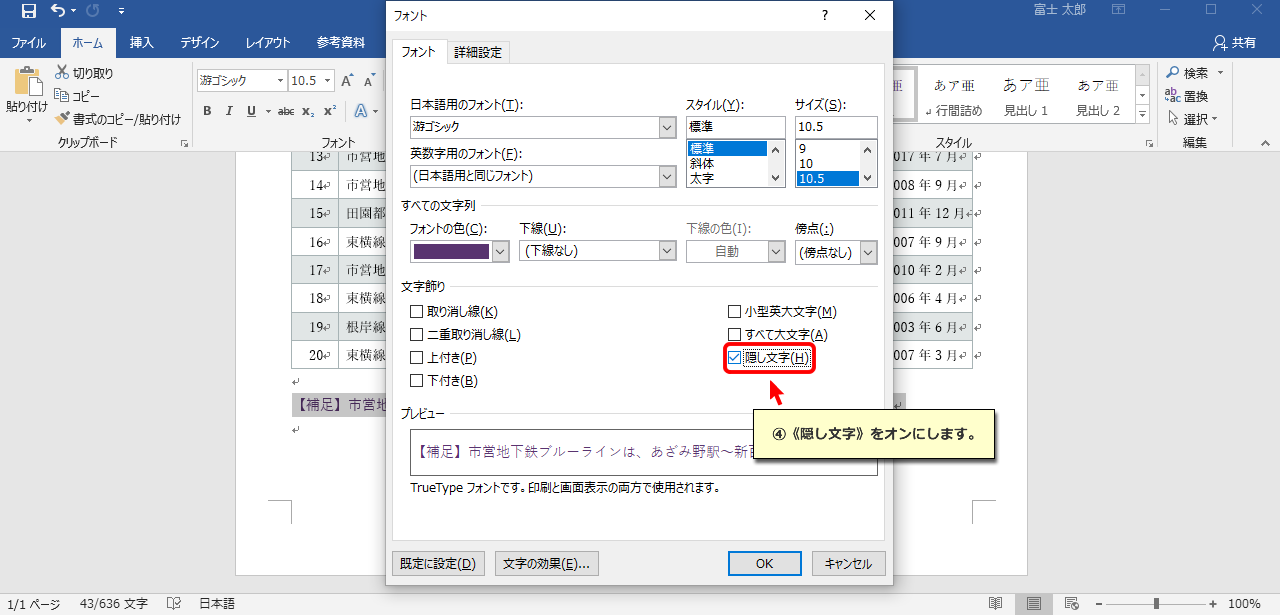 富士 太郎
ファイル ホーム 挿入 デザイン レイアウト 参考資料 共有
貼り付け
切り取り
コピー
書式のコピー/貼り付け
クリップボード
游ゴシック 10.5 A A
B I U abc x₂ x² A
フォント
亜 あア亜 あア亜 あア亜
行間詰め 見出し 1 見出し 2
スタイル
検索
置換
選択
編集
13 市営地 017 年 7 月
14 市営地 008 年 9 月
15 田園都 011 年 12 月
16 東横線 007 年 9 月
17 市営地 010 年 2 月
18 東横線 006 年 4 月
19 根岸線 003 年 6 月
20 東横線 007 年 3 月
【補足】市営地
フォント ?
フォント 詳細設定
日本語用のフォント(T): スタイル(Y): サイズ(S):
游ゴシック 標準 10.5
標準 9
英数字用のフォント(F): 斜体 10
(日本語用と同じフォント) 太字 10.5
すべての文字列
フォントの色(C): 下線(U): 下線の色(I): 傍点(:)
(下線なし) 自動 (傍点なし)
文字飾り
取り消し線(K) 小型英大文字(M)
二重取り消し線(L) すべて大文字(A)
上付き(P) 隠し文字(H)
下付き(B)
プレビュー
④《隠し文字》をオンにします。
【補足】市営地下鉄ブルーラインは、あざみ野駅～新
TrueType フォントです。印刷と画面表示の両方で使用されます。
既定に設定(D) 文字の効果(E)... OK キャンセル
1/1 ページ 43/636 文字 日本語 100%